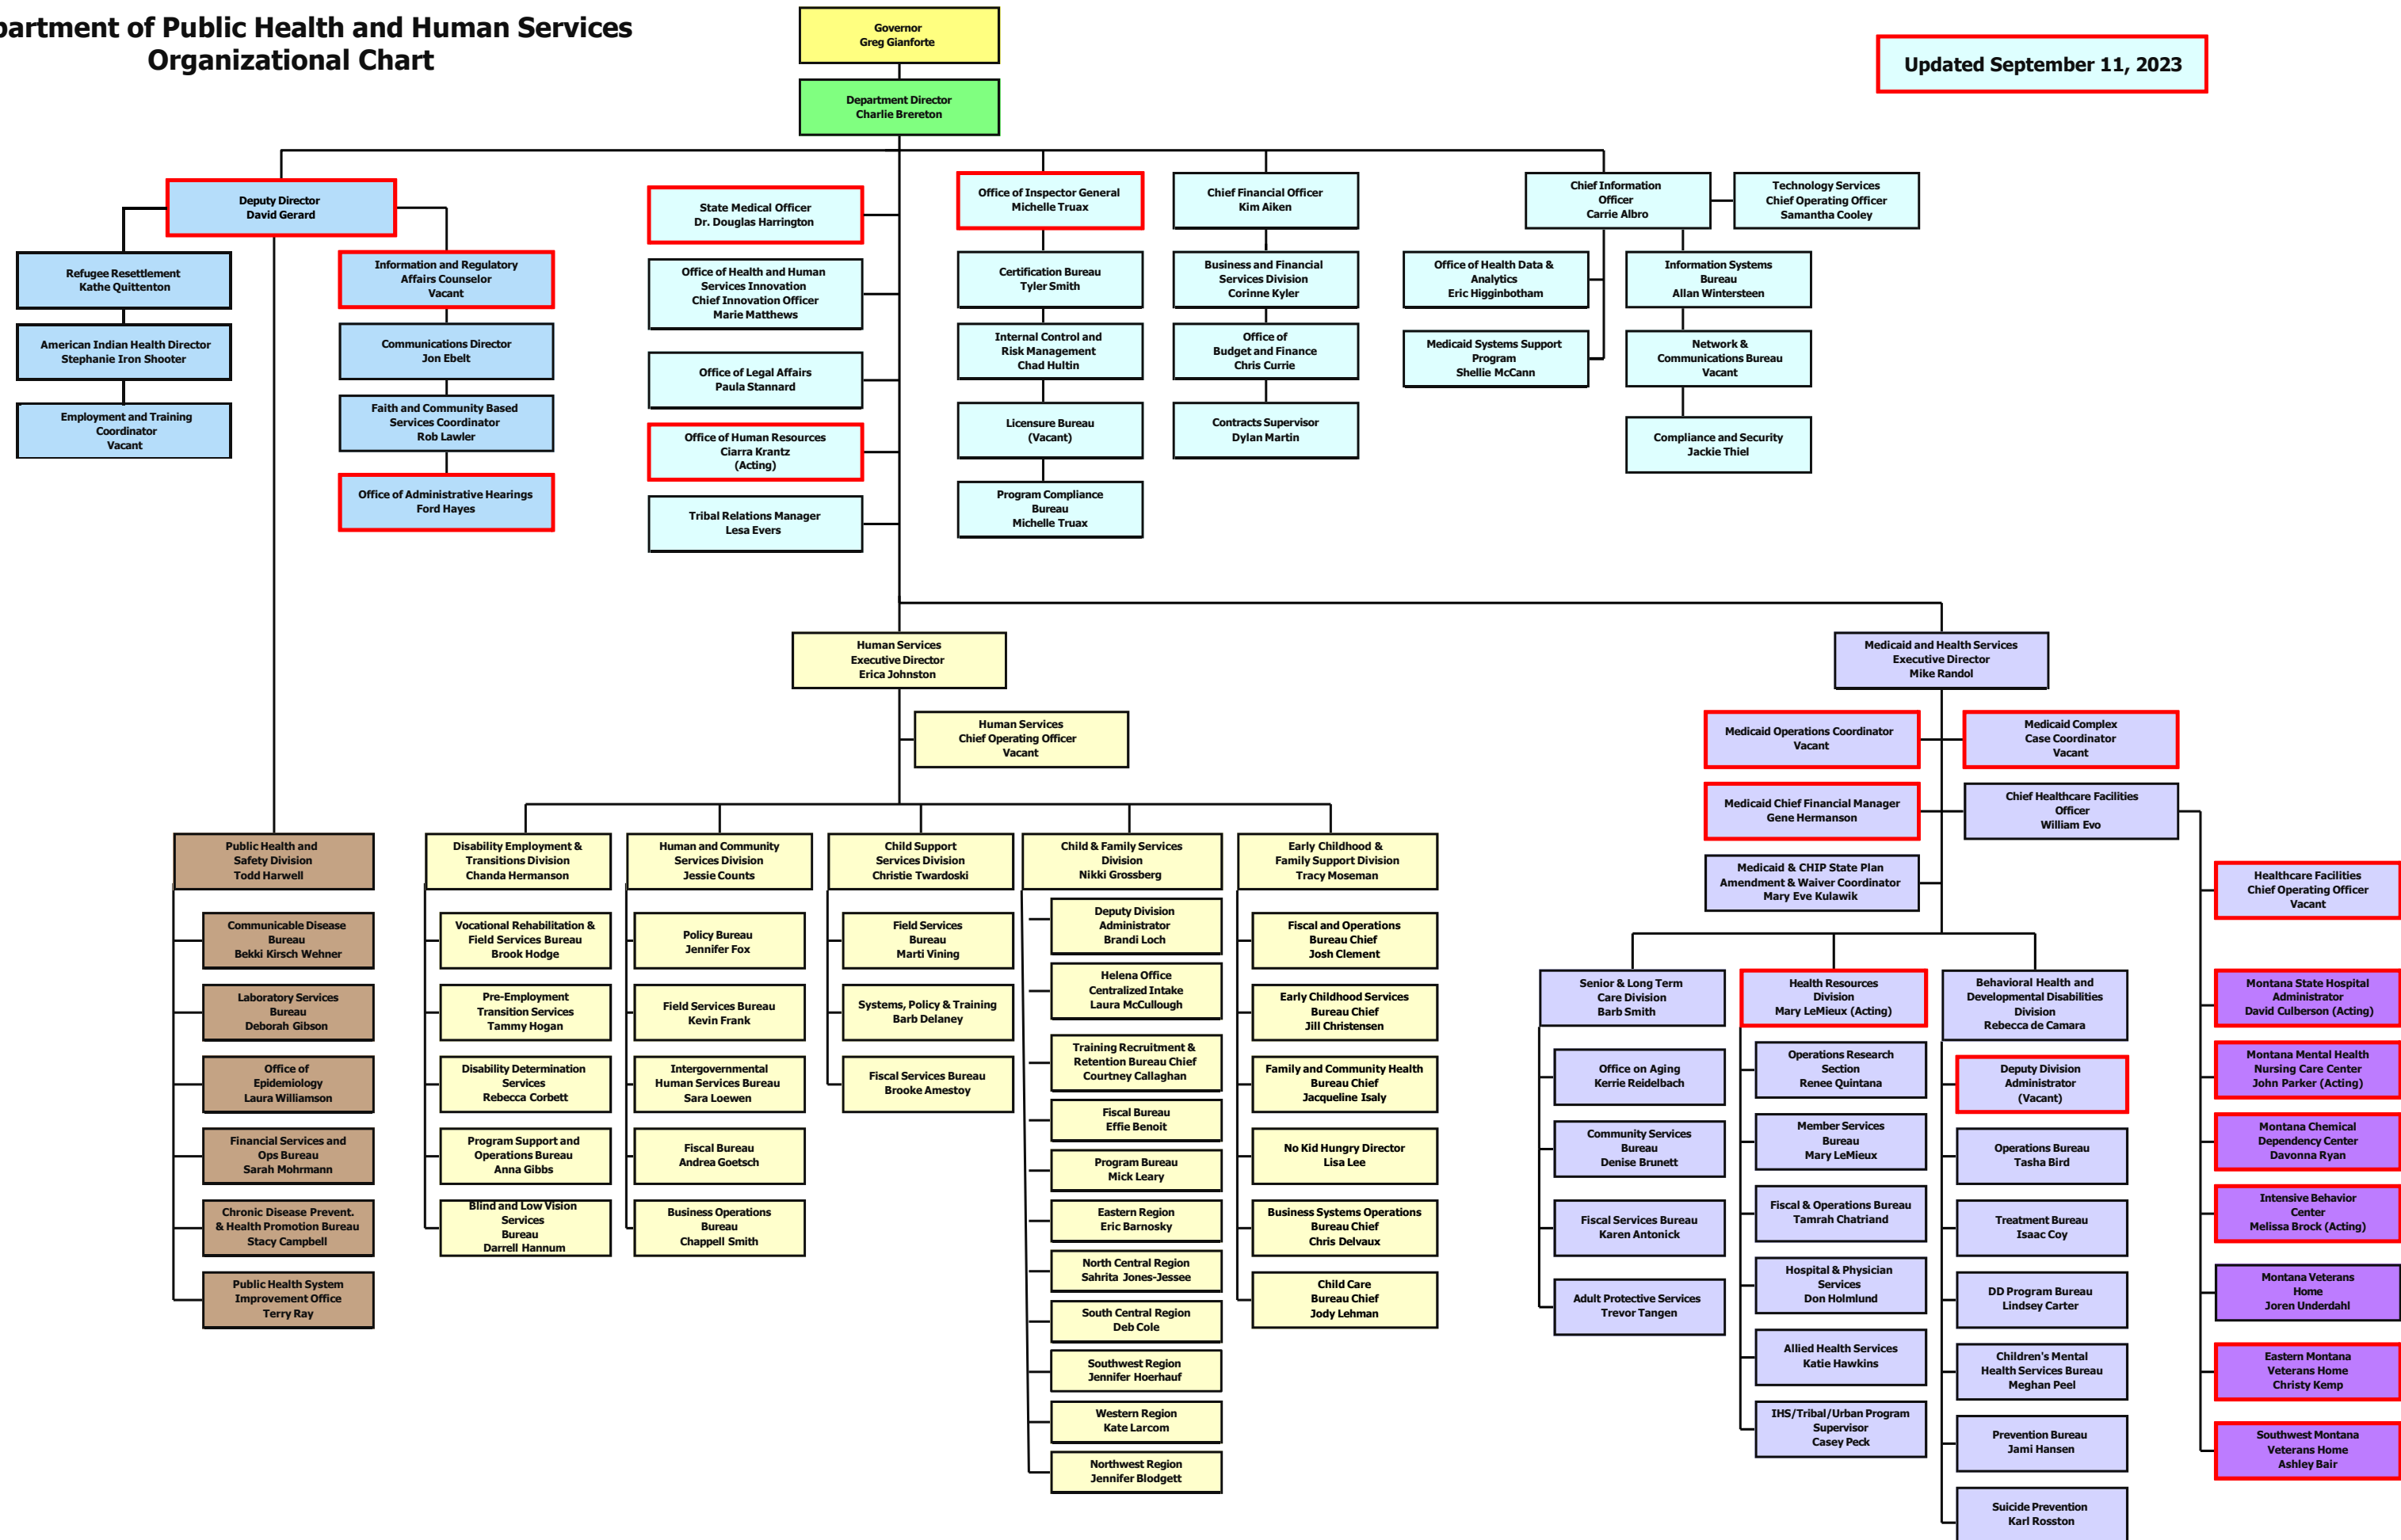 partment of Public Health and Human Services
Organizational Chart
Governor
Greg Gianforte
Updated September 11, 2023
Department Director
Charlie Brereton
Deputy Director
David Gerard
Refugee Resettlement
Kathe Quittenton
American Indian Health Director
Stephanie Iron Shooter
Employment and Training
Coordinator
Vacant
Information and Regulatory
Affairs Counselor
Vacant
Communications Director
Jon Ebelt
Faith and Community Based
Services Coordinator
Rob Lawler
Office of Administrative Hearings
Ford Hayes
State Medical Officer
Dr. Douglas Harrington
Office of Health and Human
Services Innovation
Chief Innovation Officer
Marie Matthews
Office of Legal Affairs
Paula Stannard
Office of Human Resources
Ciarra Krantz
(Acting)
Tribal Relations Manager
Lesa Evers
Office of Inspector General
Michelle Truax
Certification Bureau
Tyler Smith
Internal Control and
Risk Management
Chad Hultin
Licensure Bureau
(Vacant)
Program Compliance
Bureau
Michelle Truax
Chief Financial Officer
Kim Aiken
Business and Financial
Services Division
Corinne Kyler
Office of
Budget and Finance
Chris Currie
Contracts Supervisor
Dylan Martin
Chief Information
Officer
Carrie Albro
Technology Services
Chief Operating Officer
Samantha Cooley
Office of Health Data &
Analytics
Eric Higginbotham
Medicaid Systems Support
Program
Shellie McCann
Information Systems
Bureau
Allan Wintersteen
Network &
Communications Bureau
Vacant
Compliance and Security
Jackie Thiel
Human Services
Executive Director
Erica Johnston
Human Services
Chief Operating Officer
Vacant
Medicaid and Health Services
Executive Director
Mike Randol
Medicaid Operations Coordinator
Vacant
Medicaid Complex
Case Coordinator
Vacant
Medicaid Chief Financial Manager
Gene Hermanson
Chief Healthcare Facilities
Officer
William Evo
Medicaid & CHIP State Plan
Amendment & Waiver Coordinator
Mary Eve Kulawik
Public Health and
Safety Division
Todd Harwell
Communicable Disease
Bureau
Bekki Kirsch Wehner
Laboratory Services
Bureau
Deborah Gibson
Office of
Epidemiology
Laura Williamson
Financial Services and
Ops Bureau
Sarah Mohrmann
Chronic Disease Prevent.
& Health Promotion Bureau
Stacy Campbell
Public Health System
Improvement Office
Terry Ray
Disability Employment &
Transitions Division
Chanda Hermanson
Vocational Rehabilitation &
Field Services Bureau
Brook Hodge
Pre-Employment
Transition Services
Tammy Hogan
Disability Determination
Services
Rebecca Corbett
Program Support and
Operations Bureau
Anna Gibbs
Blind and Low Vision
Services
Bureau
Darrell Hannum
Human and Community
Services Division
Jessie Counts
Policy Bureau
Jennifer Fox
Field Services Bureau
Kevin Frank
Intergovernmental
Human Services Bureau
Sara Loewen
Fiscal Bureau
Andrea Goetsch
Business Operations
Bureau
Chappell Smith
Child Support
Services Division
Christie Twardoski
Field Services
Bureau
Marti Vining
Systems, Policy & Training
Barb Delaney
Fiscal Services Bureau
Brooke Amestoy
Child & Family Services
Division
Nikki Grossberg
Deputy Division
Administrator
Brandi Loch
Helena Office
Centralized Intake
Laura McCullough
Training Recruitment &
Retention Bureau Chief
Courtney Callaghan
Fiscal Bureau
Effie Benoit
Program Bureau
Mick Leary
Eastern Region
Eric Barnosky
North Central Region
Sahrita Jones-Jessee
South Central Region
Deb Cole
Southwest Region
Jennifer Hoerhauf
Western Region
Kate Larcom
Northwest Region
Jennifer Blodgett
Early Childhood &
Family Support Division
Tracy Moseman
Fiscal and Operations
Bureau Chief
Josh Clement
Early Childhood Services
Bureau Chief
Jill Christensen
Family and Community Health
Bureau Chief
Jacqueline Isaly
No Kid Hungry Director
Lisa Lee
Business Systems Operations
Bureau Chief
Chris Delvaux
Child Care
Bureau Chief
Jody Lehman
Senior & Long Term
Care Division
Barb Smith
Office on Aging
Kerrie Reidelbach
Community Services
Bureau
Denise Brunett
Fiscal Services Bureau
Karen Antonick
Adult Protective Services
Trevor Tangen
Health Resources
Division
Mary LeMieux (Acting)
Operations Research
Section
Renee Quintana
Member Services
Bureau
Mary LeMieux
Fiscal & Operations Bureau
Tamrah Chatriand
Hospital & Physician
Services
Don Holmlund
Allied Health Services
Katie Hawkins
IHS/Tribal/Urban Program
Supervisor
Casey Peck
Behavioral Health and
Developmental Disabilities
Division
Rebecca de Camara
Deputy Division
Administrator
(Vacant)
Operations Bureau
Tasha Bird
Treatment Bureau
Isaac Coy
DD Program Bureau
Lindsey Carter
Children's Mental
Health Services Bureau
Meghan Peel
Prevention Bureau
Jami Hansen
Suicide Prevention
Karl Rosston
Healthcare Facilities
Chief Operating Officer
Vacant
Montana State Hospital
Administrator
David Culberson (Acting)
Montana Mental Health
Nursing Care Center
John Parker (Acting)
Montana Chemical
Dependency Center
Davonna Ryan
Intensive Behavior
Center
Melissa Brock (Acting)
Montana Veterans
Home
Joren Underdahl
Eastern Montana
Veterans Home
Christy Kemp
Southwest Montana
Veterans Home
Ashley Bair